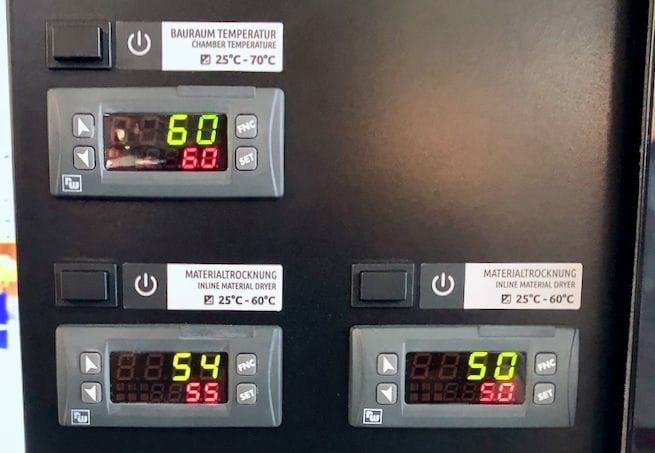 BAURAUM TEMPERATUR
CHAMBER TEMPERATURE
25°C - 70°C
60
FNC
60
SET
MATERIALTROCKNUNG
INLINE MATERIAL DRYER
25°C - 60°C
54
FNC
55
SET
MATERIALTROCKNUNG
INLINE MATERIAL DRYER
25°C - 60°C
50
FNC
50
SET